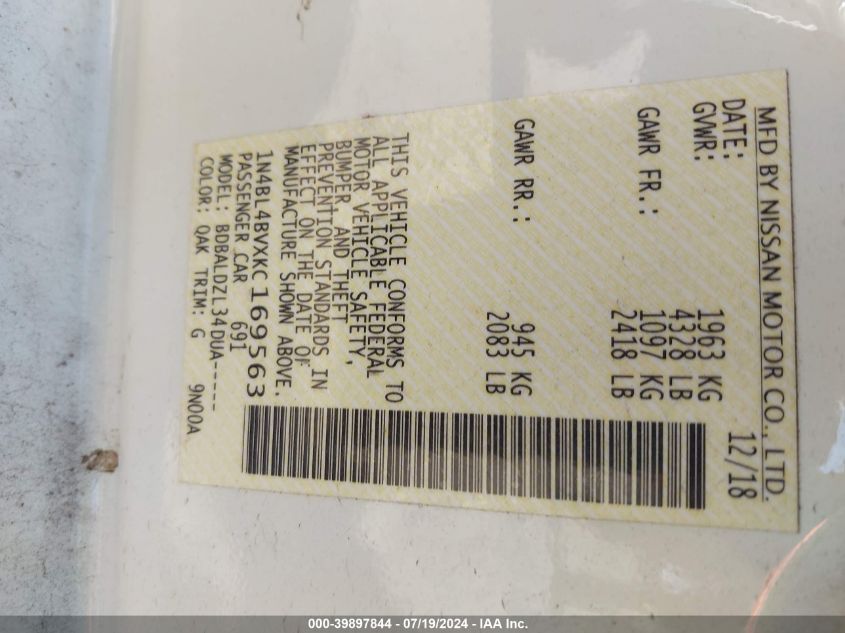 MFD BY NISSAN MOTOR CO., LTD.
DATE: 12/18
GVWR: 1963 KG
4328 LB
GAWR FR.: 1097 KG
2418 LB
GAWR RR.: 945 KG
2083 LB
THIS VEHICLE CONFORMS TO
ALL APPLICABLE FEDERAL
MOTOR VEHICLE SAFETY,
BUMPER AND THEFT
PREVENTION STANDARDS IN
EFFECT ON THE DATE OF
MANUFACTURE SHOWN ABOVE.
1N4BL4BVXKC169563
PASSENGER CAR 691
MODEL: BDBALDZL34DUA-----
COLOR: QAK TRIM: G 9N00A
000-39897844 - 07/19/2024 - IAA Inc.